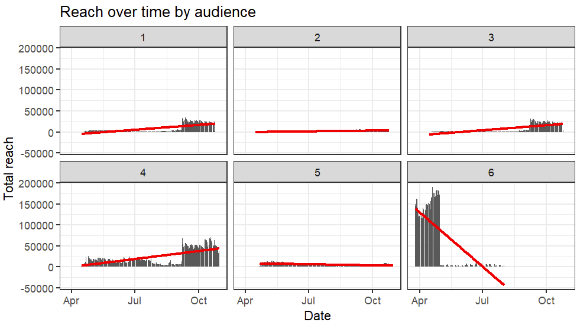 Reach over time by audience
1 2 3
200000
150000
100000
50000
0
-50000
4 5 6
200000
150000
100000
50000
0
-50000
Apr Jul Oct Apr Jul Oct Apr Jul Oct
Total reach
Date